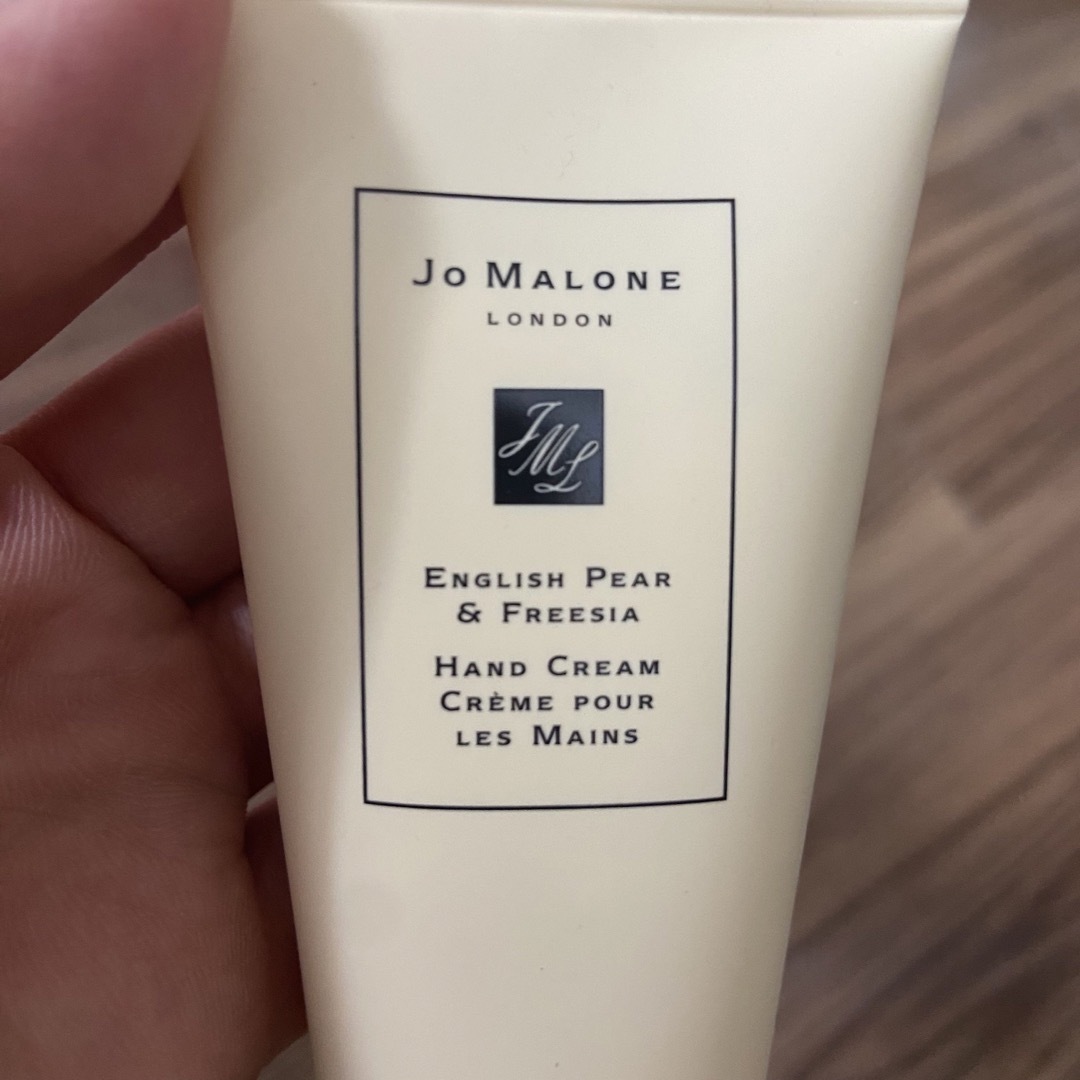 Jo Malone
LONDON
JML
English Pear
& Freesia
Hand Cream
Crème pour
les Mains